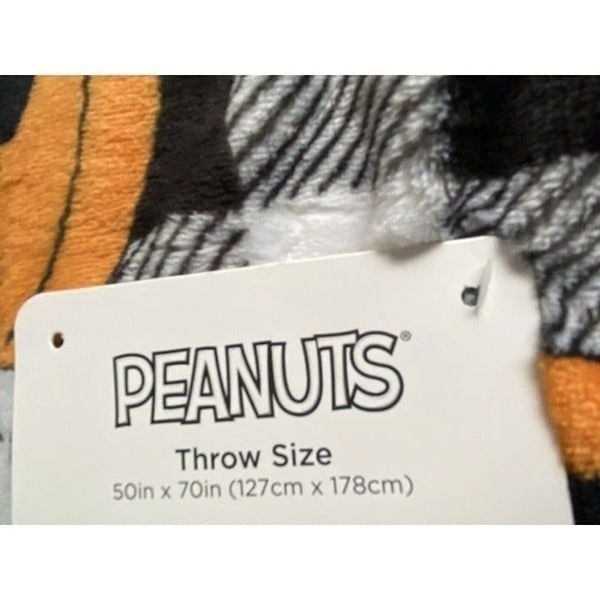 PEANUTS®
Throw Size
50in x 70in (127cm x 178cm)